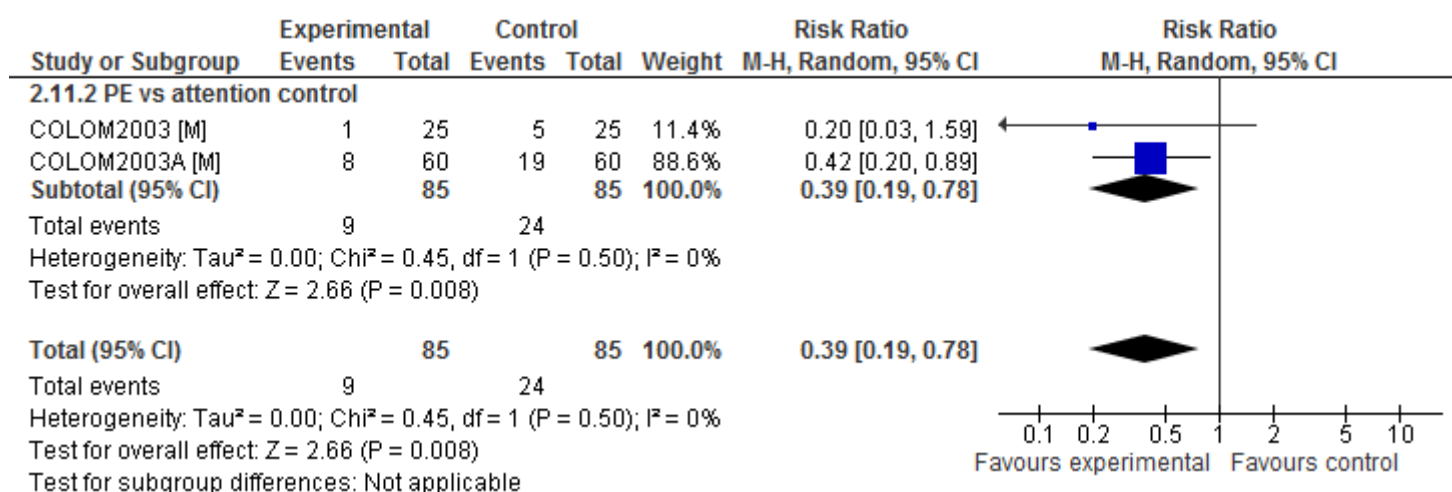 Experimental Control Risk Ratio Risk Ratio
Study or Subgroup Events Total Events Total Weight M-H, Random, 95% CI M-H, Random, 95% CI
2.11.2 PE vs attention control
COLOM2003 [M] 1 25 5 25 11.4% 0.20 [0.03, 1.59]
COLOM2003A [M] 8 60 19 60 88.6% 0.42 [0.20, 0.89]
Subtotal (95% CI) 85 85 100.0% 0.39 [0.19, 0.78]
Total events 9 24
Heterogeneity: Tau² = 0.00; Chi² = 0.45, df = 1 (P = 0.50); I² = 0%
Test for overall effect: Z = 2.66 (P = 0.008)
Total (95% CI) 85 85 100.0% 0.39 [0.19, 0.78]
Total events 9 24
Heterogeneity: Tau² = 0.00; Chi² = 0.45, df = 1 (P = 0.50); I² = 0%
Test for overall effect: Z = 2.66 (P = 0.008)
Test for subgroup differences: Not applicable
0.1 0.2 0.5 1 2 5 10
Favours experimental Favours control